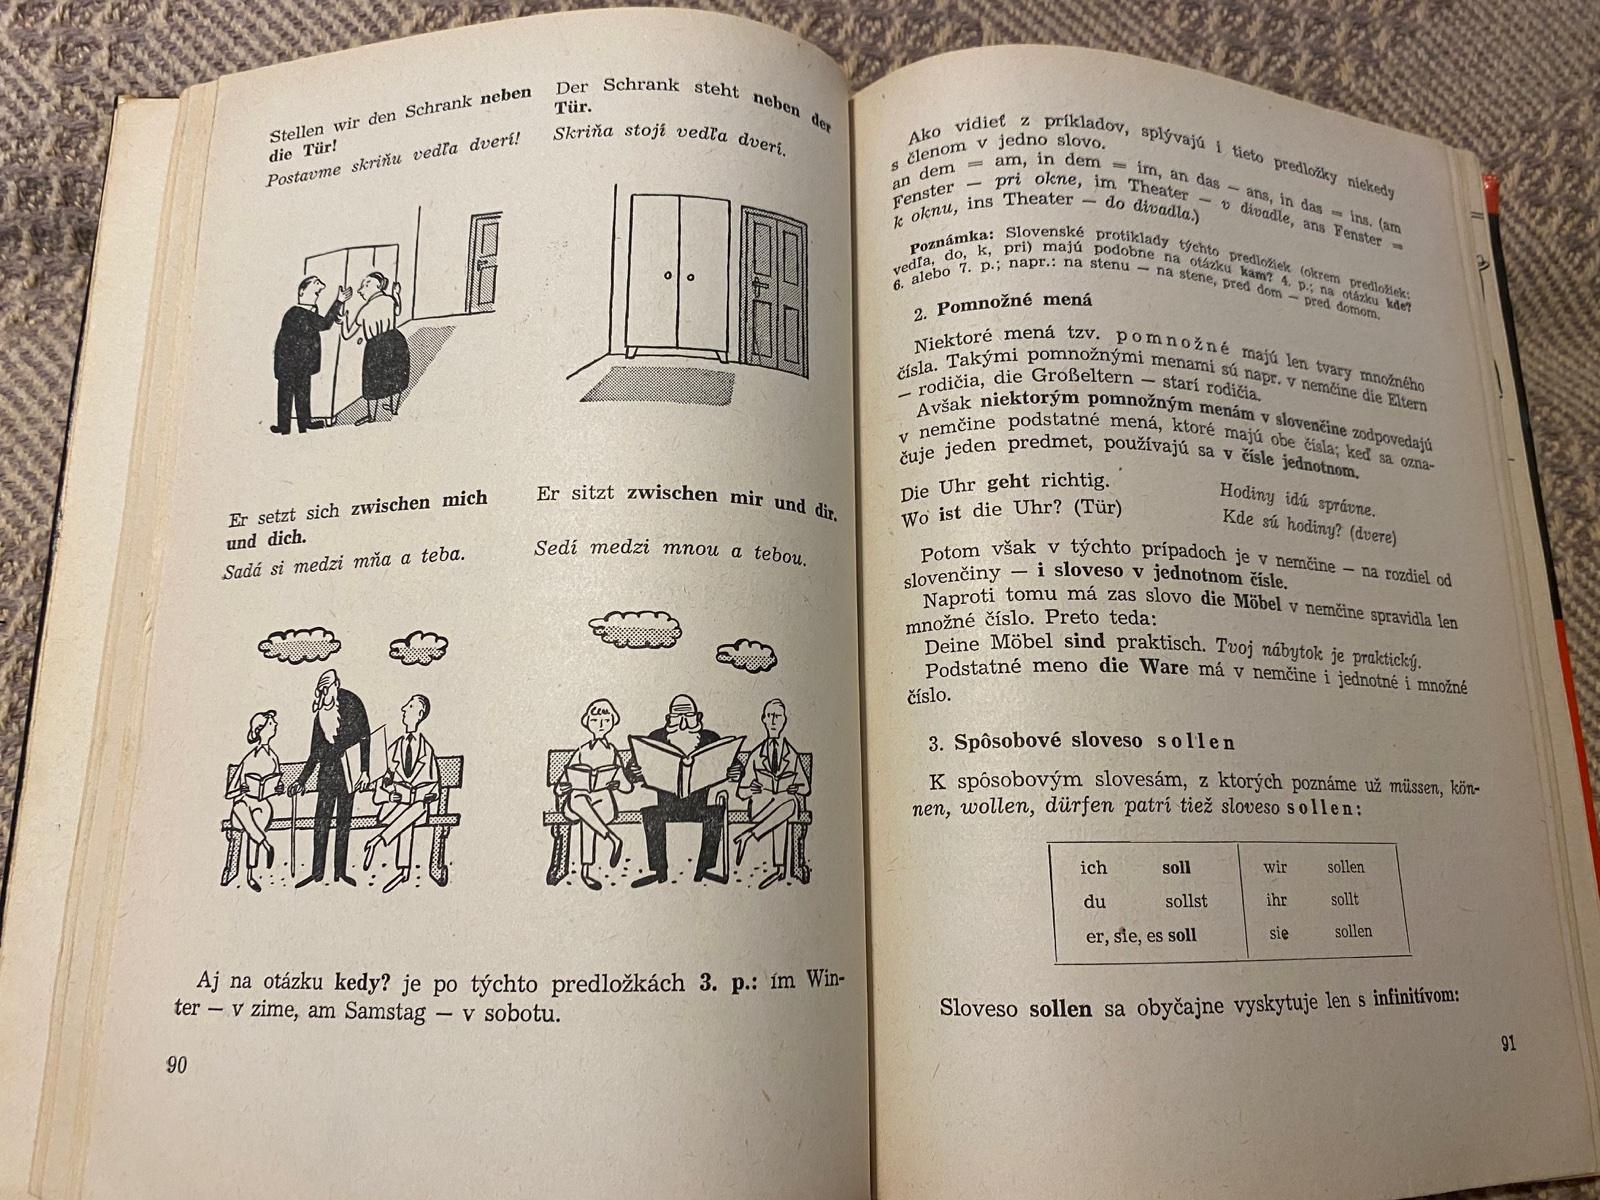 Stellen wir den Schrank neben
die Tür!
Postavme skriňu vedľa dverí!
Der Schrank steht neben der
Tür.
Skriňa stojí vedľa dverí.
Er setzt sich zwischen mich
und dich.
Sadá si medzi mňa a teba.
Er sitzt zwischen mir und dir.
Sedí medzi mnou a tebou.
Aj na otázku kedy? je po týchto predložkách 3. p.: im Win-
ter — v zime, am Samstag — v sobotu.
90
Ako vidieť z príkladov, splývajú i tieto predložky niekedy
s členom v jedno slovo.
an dem = am, in dem = im, an das = ans, in das = ins. (am
Fenster — pri okne, im Theater — v divadle, ans Fenster =
k oknu, ins Theater — do divadla.)
Poznámka: Slovenské protiklady týchto predložiek (okrem predložiek:
vedľa, do, k, pri) majú podobne na otázku kam? 4. p.; na otázku kde?
6. alebo 7. p.; napr.: na stenu — na stene, pred dom — pred domom.
2. Pomnožné mená
Niektoré mená tzv. pomnožné majú len tvary množného
čísla. Takými pomnožnými menami sú napr. v nemčine die Eltern
— rodičia, die Großeltern — starí rodičia.
Avšak niektorým pomnožným menám v slovenčine zodpovedajú
v nemčine podstatné mená, ktoré majú obe čísla; keď sa ozna-
čuje jeden predmet, používajú sa v čísle jednotnom.
Die Uhr geht richtig. Hodiny idú správne.
Wo ist die Uhr? (Tür) Kde sú hodiny? (dvere)
Potom však v týchto prípadoch je v nemčine — na rozdiel od
slovenčiny — i sloveso v jednotnom čísle.
Naproti tomu má zas slovo die Möbel v nemčine spravidla len
množné číslo. Preto teda:
Deine Möbel sind praktisch. Tvoj nábytok je praktický.
Podstatné meno die Ware má v nemčine i jednotné i množné
číslo.
3. Spôsobové sloveso sollen
K spôsobovým slovesám, z ktorých poznáme už müssen, kön-
nen, wollen, dürfen patrí tiež sloveso sollen:
ich soll wir sollen
du sollst ihr sollt
er, sie, es soll sie sollen
Sloveso sollen sa obyčajne vyskytuje len s infinitívom:
91